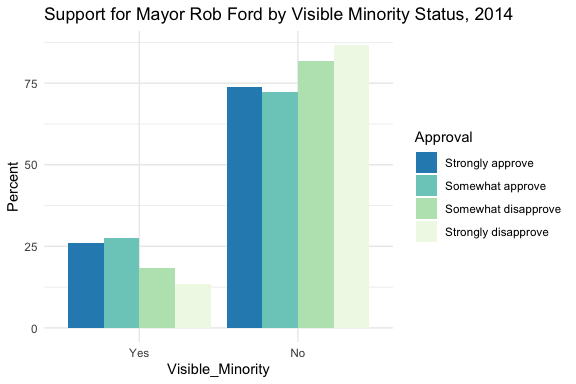 Support for Mayor Rob Ford by Visible Minority Status, 2014
Percent
75
50
25
0
Yes
No
Visible_Minority
Approval
Strongly approve
Somewhat approve
Somewhat disapprove
Strongly disapprove